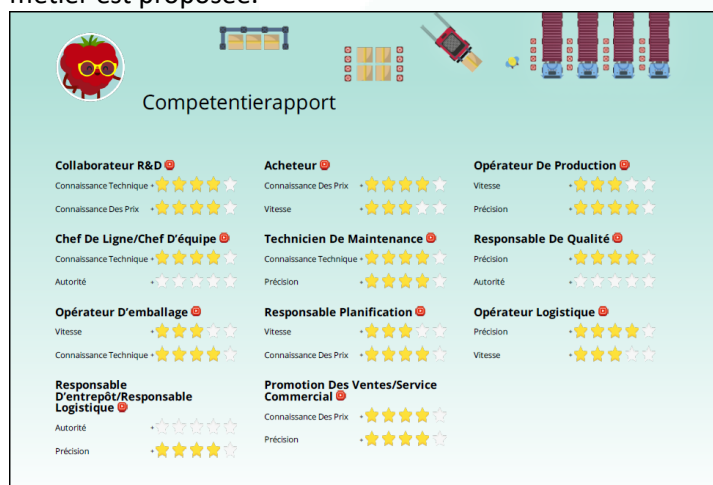 métier est proposée.
Competentierapport
Collaborateur R&D
Connaissance Technique
Connaissance Des Prix
Acheteur
Connaissance Des Prix
Vitesse
Opérateur De Production
Vitesse
Précision
Chef De Ligne/Chef D'équipe
Connaissance Technique
Autorité
Technicien De Maintenance
Connaissance Technique
Précision
Responsable De Qualité
Précision
Autorité
Opérateur D'emballage
Vitesse
Connaissance Technique
Responsable Planification
Vitesse
Connaissance Des Prix
Opérateur Logistique
Précision
Vitesse
Responsable
D'entrepôt/Responsable
Logistique
Autorité
Précision
Promotion Des Ventes/Service
Commercial
Connaissance Des Prix
Précision